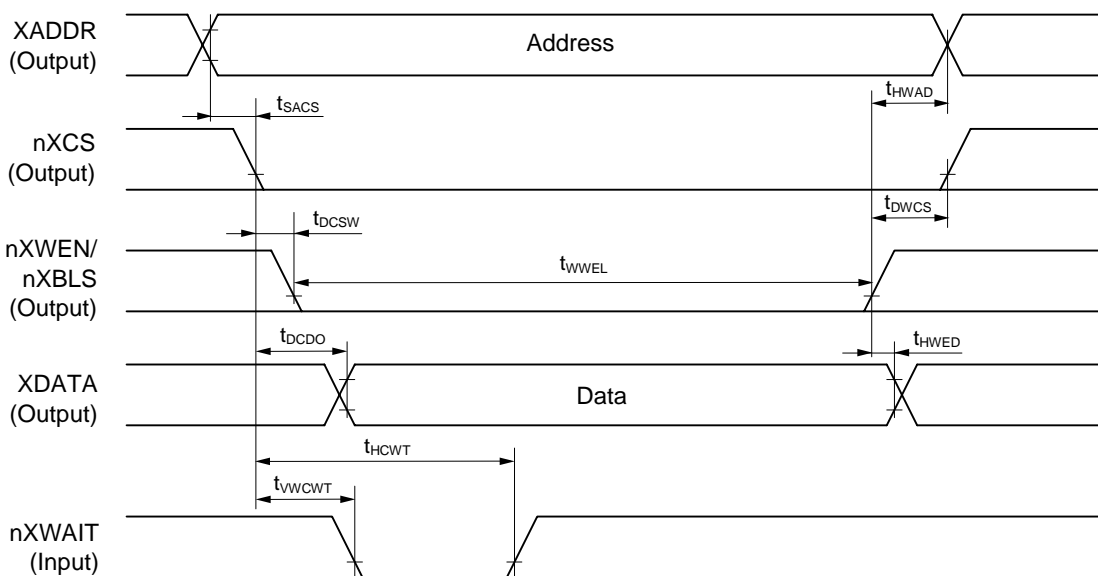 XADDR
(Output)
Address
tHWAD
tSACS
nXCS
(Output)
tDCSW
tDWCS
nXWEN/
nXBLS
(Output)
tWWEL
tDCDO
tHWED
XDATA
(Output)
Data
tHCWT
tVWCWT
nXWAIT
(Input)